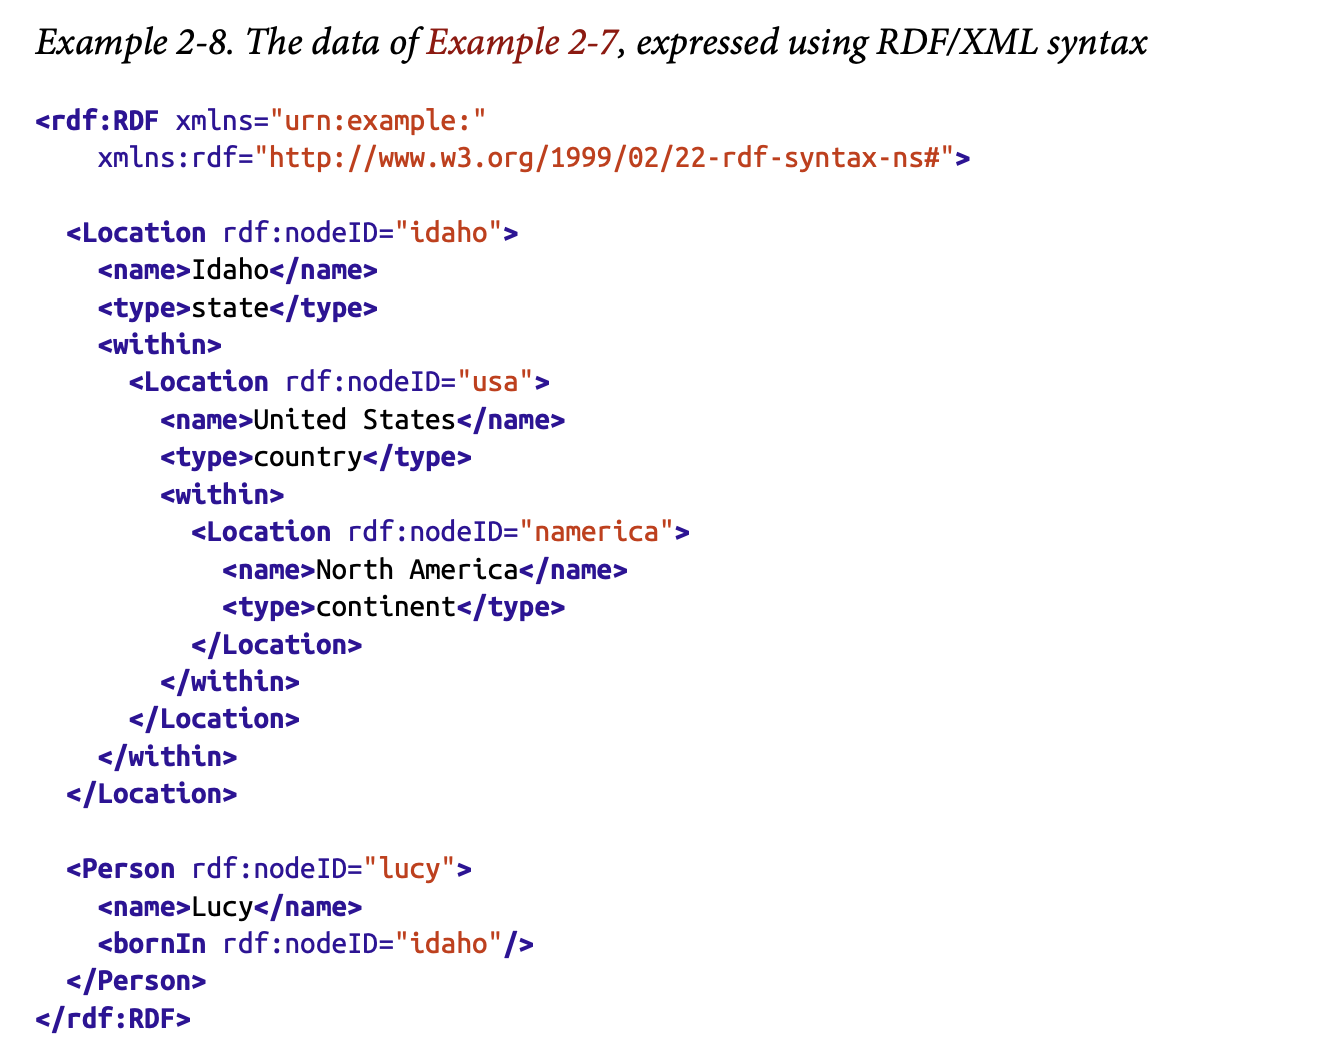 Example 2-8. The data of Example 2-7, expressed using RDF/XML syntax
<rdf:RDF xmlns="urn:example:"
    xmlns:rdf="http://www.w3.org/1999/02/22-rdf-syntax-ns#">
  <Location rdf:nodeID="idaho">
    <name>Idaho</name>
    <type>state</type>
    <within>
      <Location rdf:nodeID="usa">
        <name>United States</name>
        <type>country</type>
        <within>
          <Location rdf:nodeID="namerica">
            <name>North America</name>
            <type>continent</type>
          </Location>
        </within>
      </Location>
    </within>
  </Location>
  <Person rdf:nodeID="lucy">
    <name>Lucy</name>
    <bornIn rdf:nodeID="idaho"/>
  </Person>
</rdf:RDF>